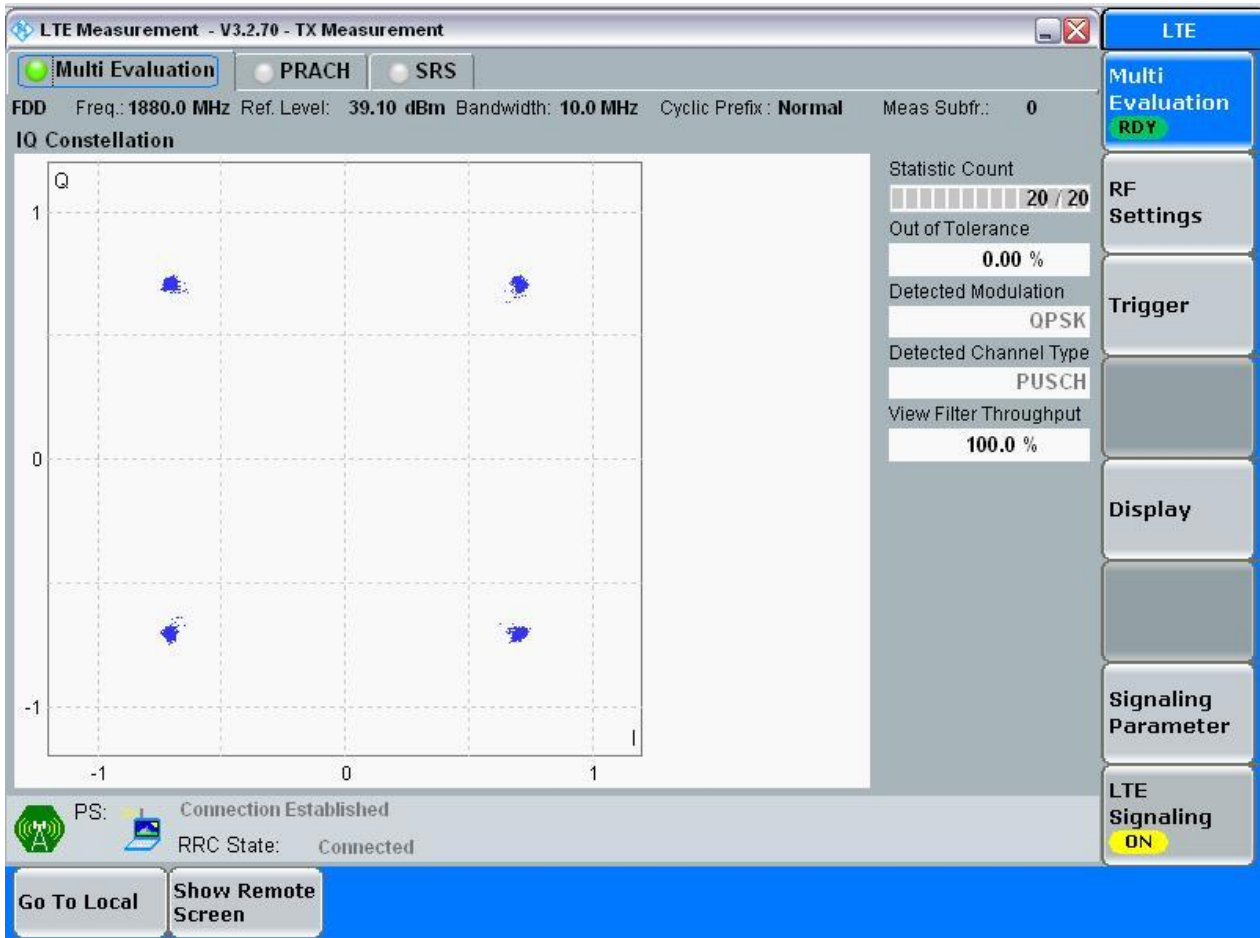 LTE Measurement - V3.2.70 - TX Measurement
LTE
Multi Evaluation
PRACH
SRS
FDD Freq.: 1880.0 MHz Ref. Level: 39.10 dBm Bandwidth: 10.0 MHz Cyclic Prefix : Normal Meas Subfr.: 0
IQ Constellation
Q
1
0
-1
-1 0 1
I
Statistic Count
20 / 20
Out of Tolerance
0.00 %
Detected Modulation
QPSK
Detected Channel Type
PUSCH
View Filter Throughput
100.0 %
Multi
Evaluation
RDY
RF
Settings
Trigger
Display
Signaling
Parameter
LTE
Signaling
ON
PS: Connection Established
RRC State: Connected
Go To Local
Show Remote
Screen